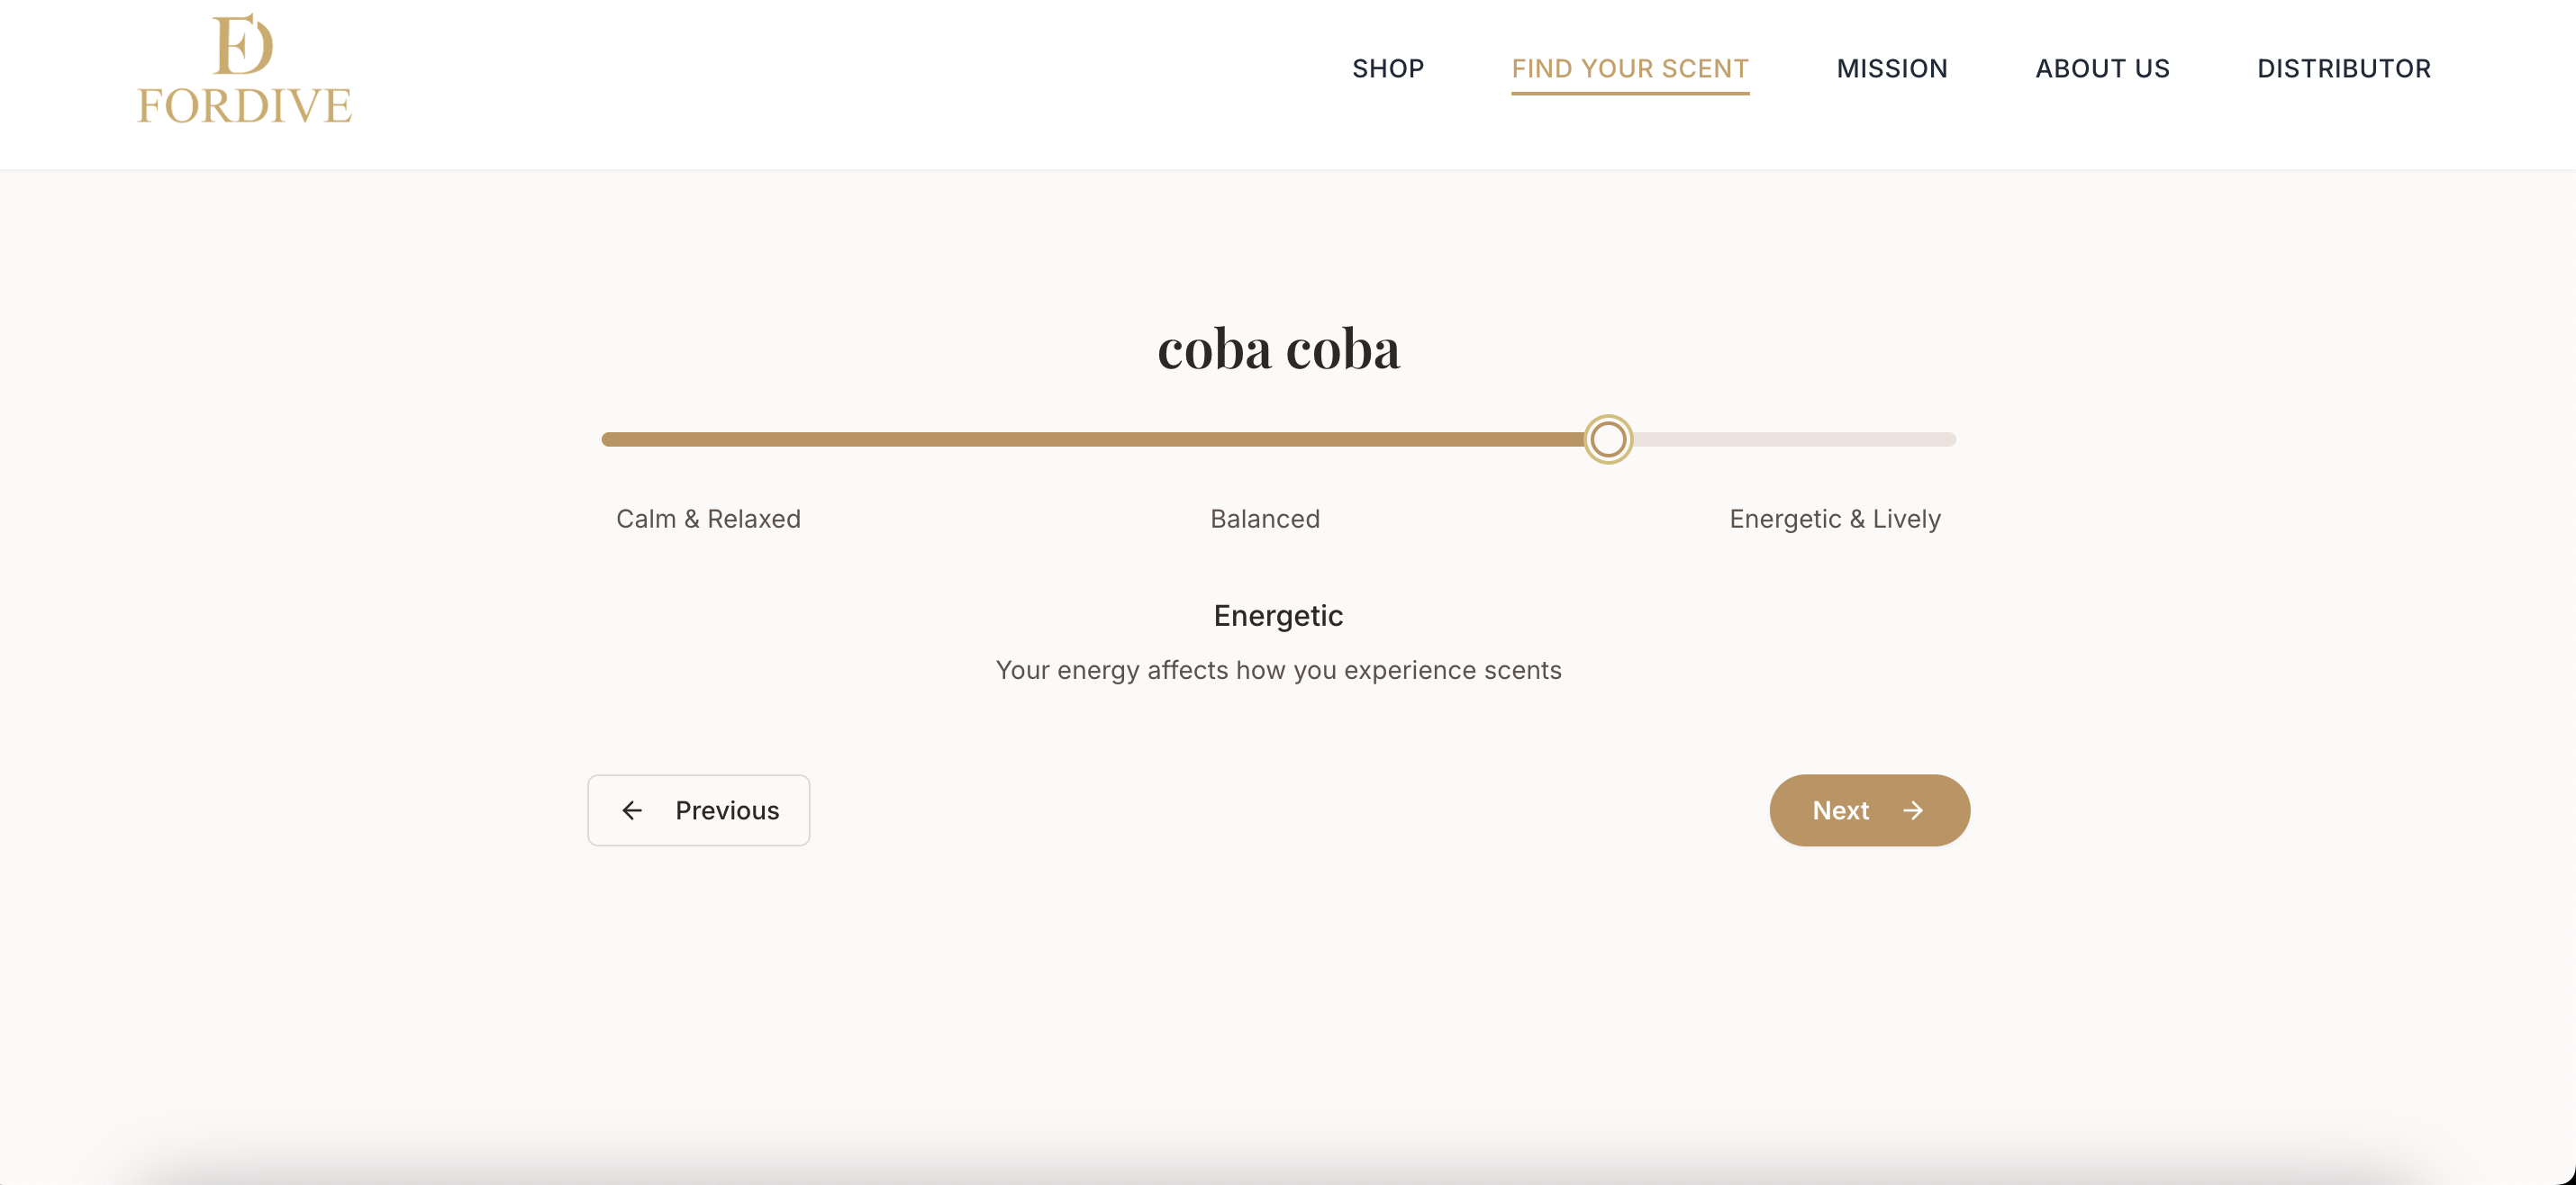 FD
FORDIVE
SHOP FIND YOUR SCENT MISSION ABOUT US DISTRIBUTOR
coba coba
Calm & Relaxed Balanced Energetic & Lively
Energetic
Your energy affects how you experience scents
Previous Next